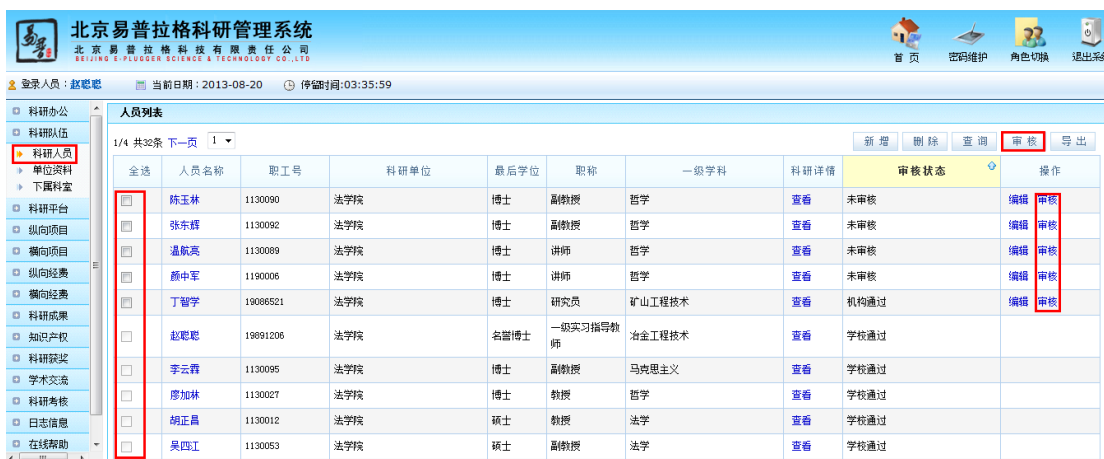 易普
北京易普拉格科研管理系统
北京易普拉格科技有限责任公司
BEIJING E-PLUGGER SCIENCE & TECHNOLOGY CO.,LTD
首页 密码维护 角色切换 退出系
登录人员：赵聪聪 当前日期：2013-08-20 停留时间:03:35:59
科研办公
科研队伍
科研人员
单位资料
下属科室
科研平台
纵向项目
横向项目
纵向经费
横向经费
科研成果
知识产权
科研获奖
学术交流
科研考核
日志信息
在线帮助
人员列表
1/4 共32条 下一页 1
新增 删除 查询 审核 导出
全选 人员名称 职工号 科研单位 最后学位 职称 一级学科 科研详情 审核状态 操作
陈玉林 1130090 法学院 博士 副教授 哲学 查看 未审核 编辑 审核
张东辉 1130092 法学院 博士 副教授 哲学 查看 未审核 编辑 审核
温航亮 1130089 法学院 博士 讲师 哲学 查看 未审核 编辑 审核
颜中军 1190006 法学院 博士 讲师 哲学 查看 未审核 编辑 审核
丁智学 19086521 法学院 博士 研究员 矿山工程技术 查看 机构通过 编辑 审核
赵聪聪 19891206 法学院 名誉博士 一级实习指导教师 冶金工程技术 查看 学校通过
李云霖 1130095 法学院 博士 副教授 马克思主义 查看 学校通过
廖加林 1130027 法学院 博士 教授 哲学 查看 学校通过
胡正昌 1130012 法学院 硕士 教授 法学 查看 学校通过
吴四江 1130053 法学院 硕士 副教授 法学 查看 学校通过